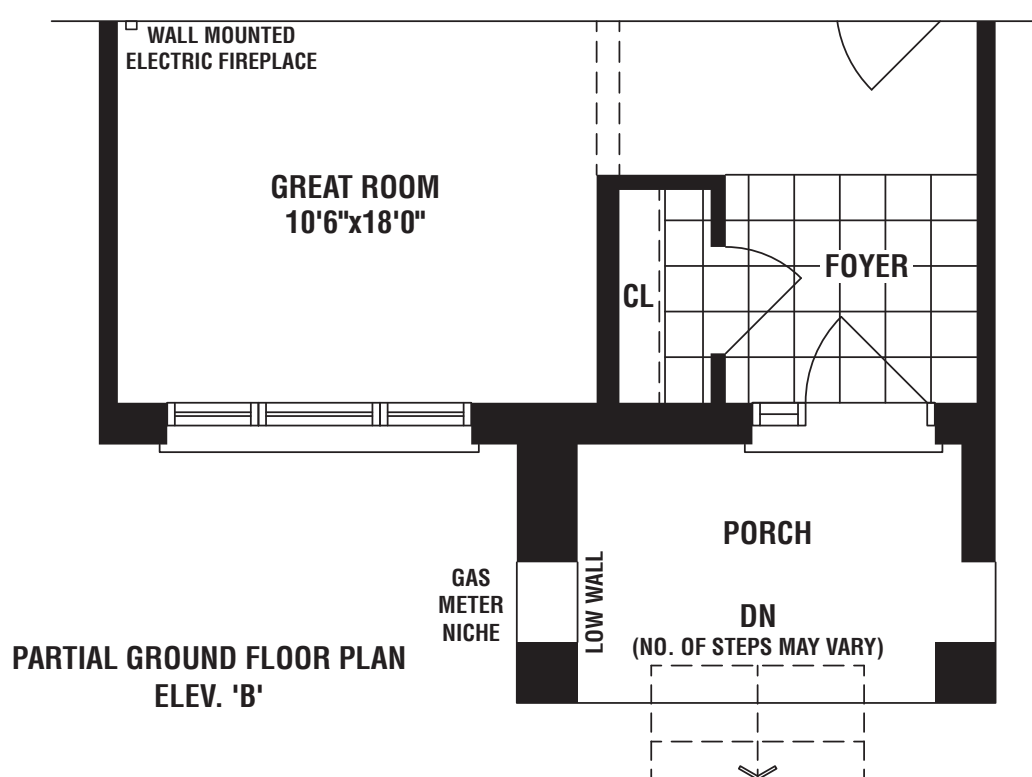 WALL MOUNTED
ELECTRIC FIREPLACE
GREAT ROOM
10'6"x18'0"
FOYER
CL
PORCH
GAS
METER
NICHE
LOW WALL
DN
(NO. OF STEPS MAY VARY)
PARTIAL GROUND FLOOR PLAN
ELEV. 'B'